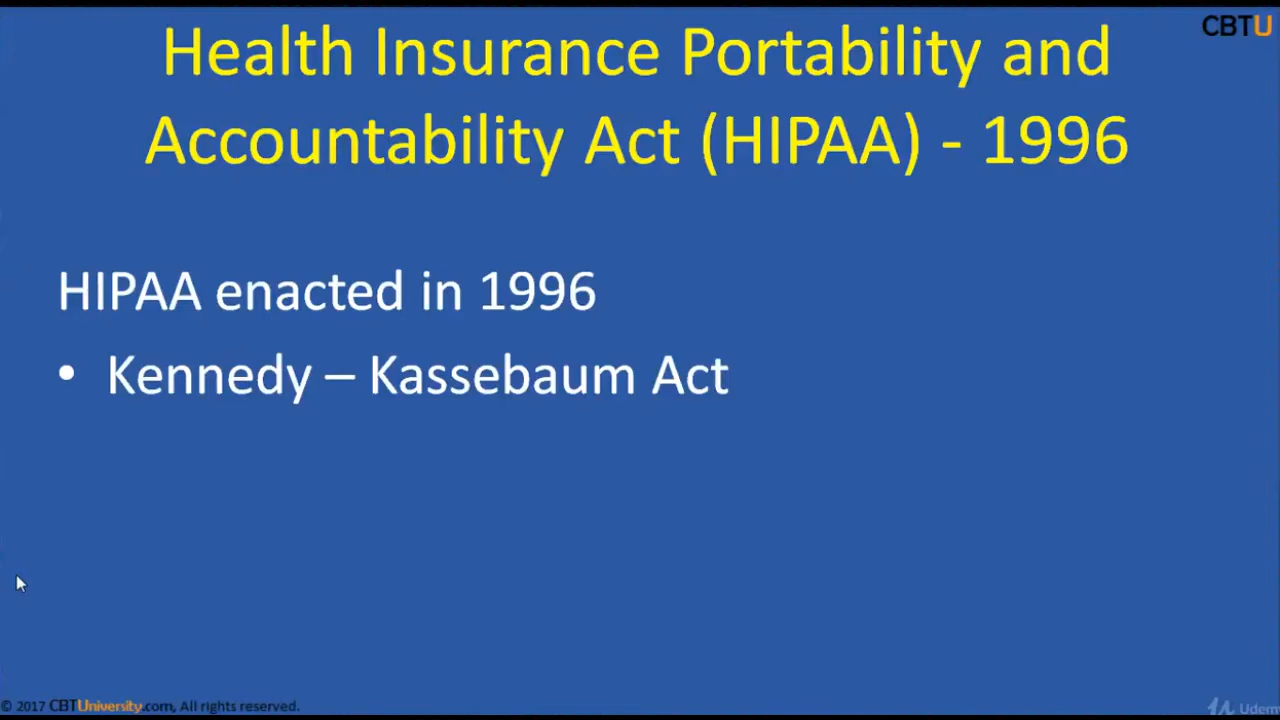 CBTU
Health Insurance Portability and
Accountability Act (HIPAA) - 1996
HIPAA enacted in 1996
• Kennedy – Kassebaum Act
© 2017 CBTUniversity.com, All rights reserved.
Udem